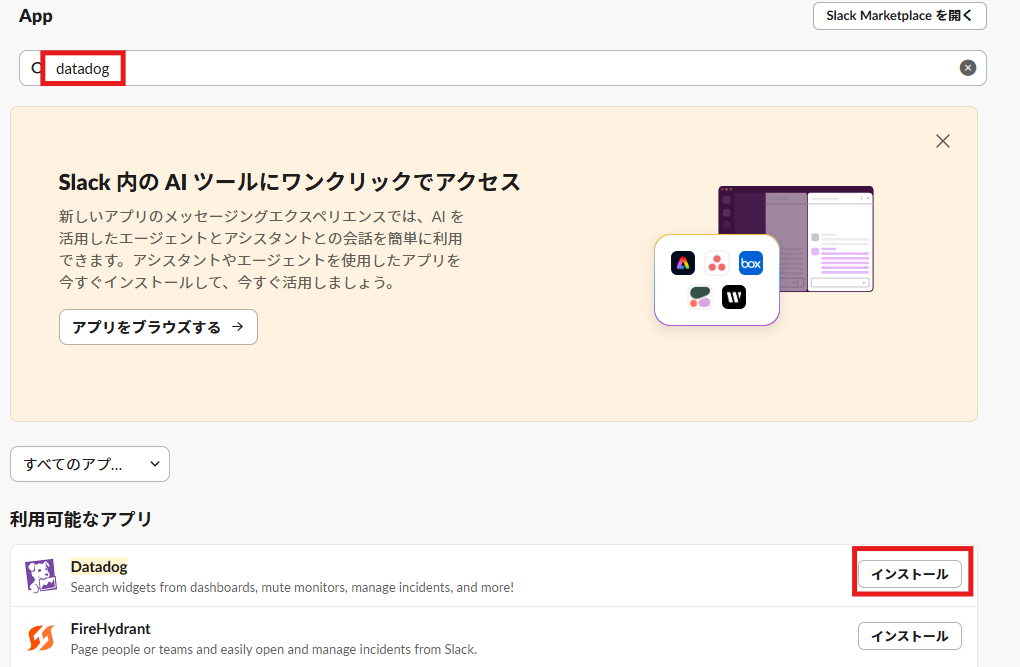 App
Slack Marketplace を開く
datadog
Slack 内の AI ツールにワンクリックでアクセス
新しいアプリのメッセージングエクスペリエンスでは、AI を
活用したエージェントとアシスタントとの会話を簡単に利用
できます。アシスタントやエージェントを使用したアプリを
今すぐインストールして、今すぐ活用しましょう。
アプリをブラウズする →
box
すべてのアプ...
利用可能なアプリ
Datadog
Search widgets from dashboards, mute monitors, manage incidents, and more!
インストール
FireHydrant
Page people or teams and easily open and manage incidents from Slack.
インストール